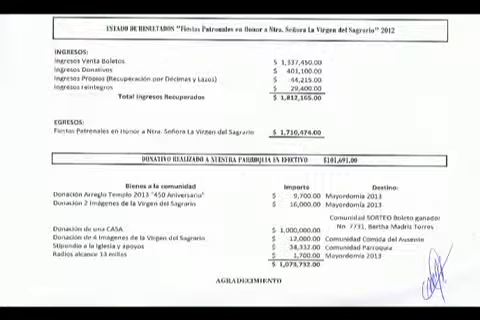 ESTADO DE RESULTADOS "Fiestas Patronales en Honor a Ntra. Señora La Virgen del Sagrario" 2012
INGRESOS:
Ingresos Venta Boletos $ 1,337,450.00
Ingresos Donativos $ 401,100.00
Ingresos Propios (Recuperación por Décimas y Lazos) $ 44,215.00
Ingresos reintegros $ 29,400.00
Total Ingresos Recuperados $ 1,812,165.00
EGRESOS:
Fiestas Patronales en Honor a Ntra. Señora La Virgen del Sagrario $ 1,710,474.00
DONATIVO REALIZADO A NUESTRA PARROQUIA EN EFECTIVO $101,691.00
Bienes a la comunidad Importe Destino:
Donación Arreglo Templo 2013 "450 Aniversario" $ 9,700.00 Mayordomía 2013
Donación 2 Imágenes de la Virgen del Sagrario $ 16,000.00 Mayordomía 2013
Comunidad SORTEO Boleto ganador
Donación de una CASA $ 1,000,000.00 No. 7731, Bertha Madriz Torres
Donación de 4 Imágenes de la Virgen del Sagrario $ 12,000.00 Comunidad Comida del Ausente
Stipendio a la Iglesia y apoyos $ 34,332.00 Comunidad Parroquia
Radios alcance 13 millas $ 1,700.00 Mayordomía 2013
$ 1,073,732.00
AGRADECIMIENTO